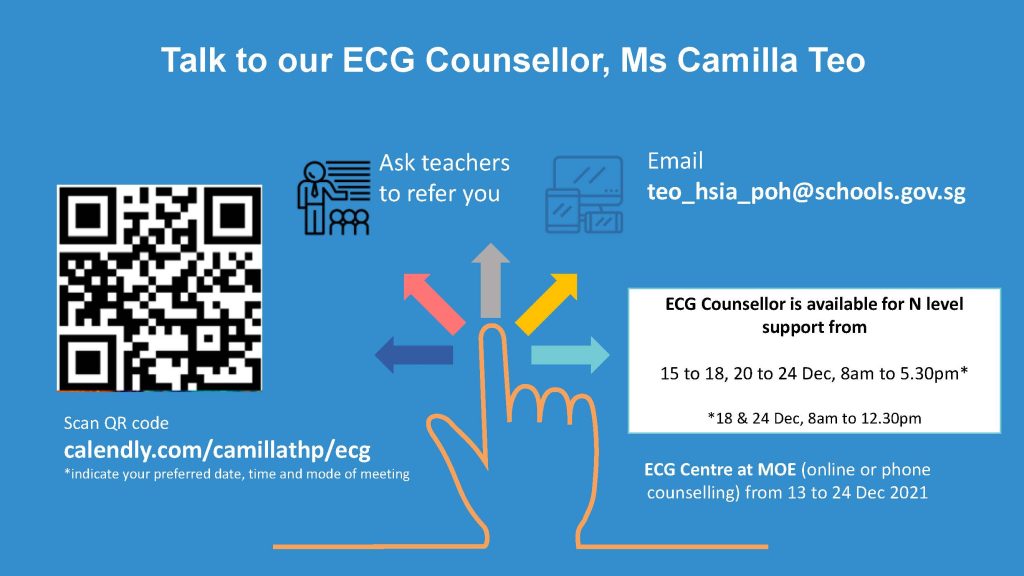 Talk to our ECG Counsellor, Ms Camilla Teo
Ask teachers
to refer you
Email
teo_hsia_poh@schools.gov.sg
Scan QR code
calendly.com/camillathp/ecg
*indicate your preferred date, time and mode of meeting
ECG Counsellor is available for N level
support from
15 to 18, 20 to 24 Dec, 8am to 5.30pm*
*18 & 24 Dec, 8am to 12.30pm
ECG Centre at MOE (online or phone
counselling) from 13 to 24 Dec 2021